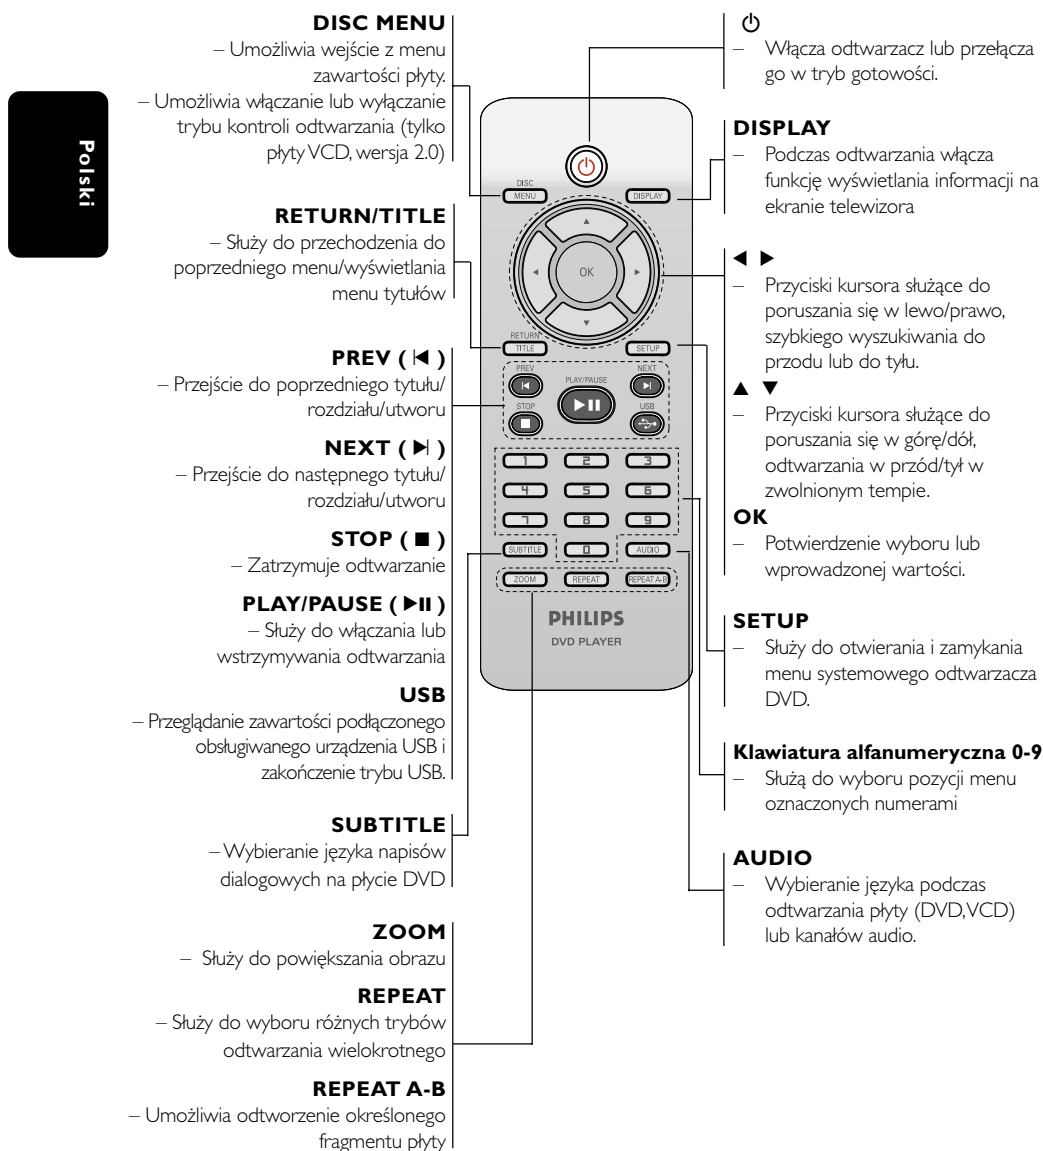 Polski
DISC MENU
– Umożliwia wejście z menu
zawartości płyty.
– Umożliwia włączanie lub wyłączanie
trybu kontroli odtwarzania (tylko
płyty VCD, wersja 2.0)
RETURN/TITLE
– Służy do przechodzenia do
poprzedniego menu/wyświetlania
menu tytułów
PREV ( |◀ )
– Przejście do poprzedniego tytułu/
rozdziału/utworu
NEXT ( ▶| )
– Przejście do następnego tytułu/
rozdziału/utworu
STOP ( ■ )
– Zatrzymuje odtwarzanie
PLAY/PAUSE ( ▶II )
– Służy do włączania lub
wstrzymywania odtwarzania
USB
– Przeglądanie zawartości podłączonego
obsługiwanego urządzenia USB i
zakończenie trybu USB.
SUBTITLE
– Wybieranie języka napisów
dialogowych na płycie DVD
ZOOM
– Służy do powiększania obrazu
REPEAT
– Służy do wyboru różnych trybów
odtwarzania wielokrotnego
REPEAT A-B
– Umożliwia odtworzenie określonego
fragmentu płyty
DISC
MENU
DISPLAY
OK
RETURN
TITLE
SETUP
PREV
PLAY/PAUSE
NEXT
STOP
USB
1 2 3
4 5 6
7 8 9
SUBTITLE 0 AUDIO
ZOOM REPEAT REPEAT A-B
PHILIPS
DVD PLAYER
⏻
– Włącza odtwarzacz lub przełącza
go w tryb gotowości.
DISPLAY
– Podczas odtwarzania włącza
funkcję wyświetlania informacji na
ekranie telewizora
◀ ▶
– Przyciski kursora służące do
poruszania się w lewo/prawo,
szybkiego wyszukiwania do
przodu lub do tyłu.
▲ ▼
– Przyciski kursora służące do
poruszania się w górę/dół,
odtwarzania w przód/tył w
zwolnionym tempie.
OK
– Potwierdzenie wyboru lub
wprowadzonej wartości.
SETUP
– Służy do otwierania i zamykania
menu systemowego odtwarzacza
DVD.
Klawiatura alfanumeryczna 0-9
– Służą do wyboru pozycji menu
oznaczonych numerami
AUDIO
– Wybieranie języka podczas
odtwarzania płyty (DVD, VCD)
lub kanałów audio.